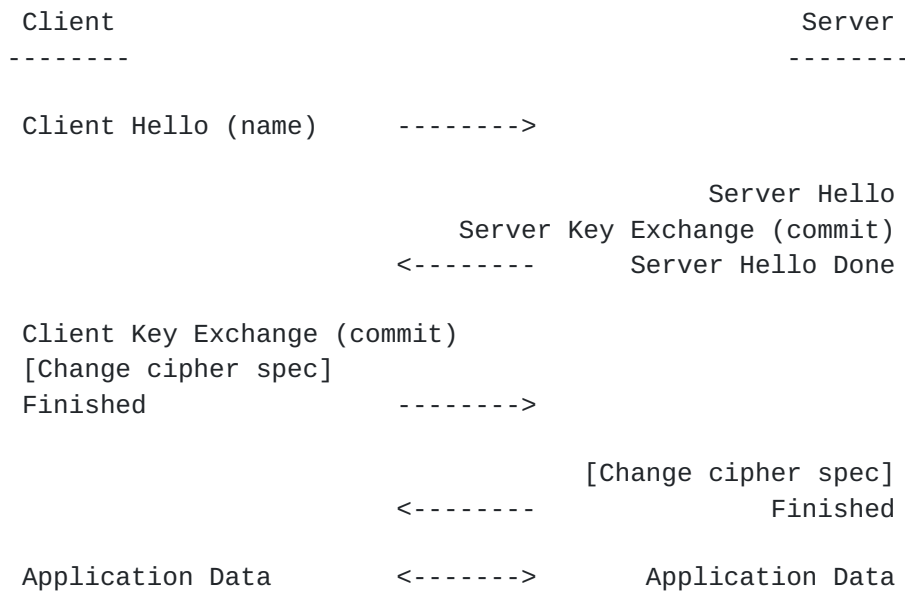 Client                                            Server
--------                                          --------
Client Hello (name)     -------->
Server Hello
Server Key Exchange (commit)
<--------      Server Hello Done
Client Key Exchange (commit)
[Change cipher spec]
Finished                -------->
[Change cipher spec]
<--------               Finished
Application Data        <------->       Application Data